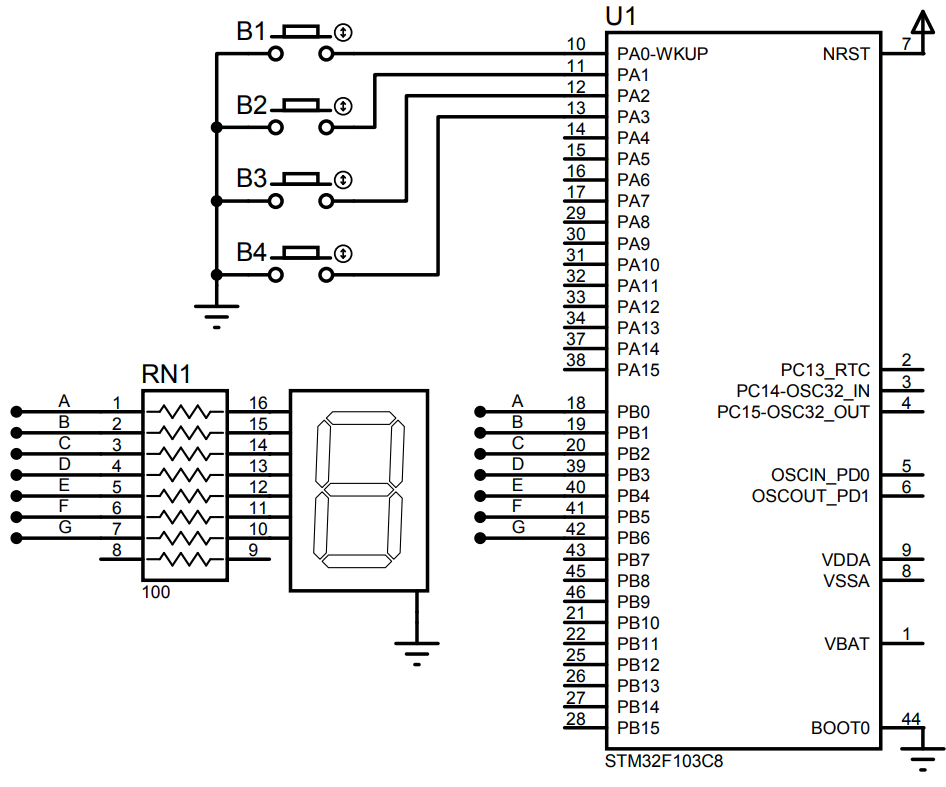 B1
B2
B3
B4
RN1
A 1 16
B 2 15
C 3 14
D 4 13
E 5 12
F 6 11
G 7 10
8 9
100
U1
10 PA0-WKUP NRST 7
11 PA1
12 PA2
13 PA3
14 PA4
15 PA5
16 PA6
17 PA7
29 PA8
30 PA9
31 PA10
32 PA11
33 PA12
34 PA13
37 PA14
38 PA15 PC13_RTC 2
PC14-OSC32_IN 3
A 18 PB0 PC15-OSC32_OUT 4
B 19 PB1
C 20 PB2
D 39 PB3 OSCIN_PD0 5
E 40 PB4 OSCOUT_PD1 6
F 41 PB5
G 42 PB6
43 PB7 VDDA 9
45 PB8 VSSA 8
46 PB9
21 PB10
22 PB11 VBAT 1
25 PB12
26 PB13
27 PB14
28 PB15 BOOT0 44
STM32F103C8